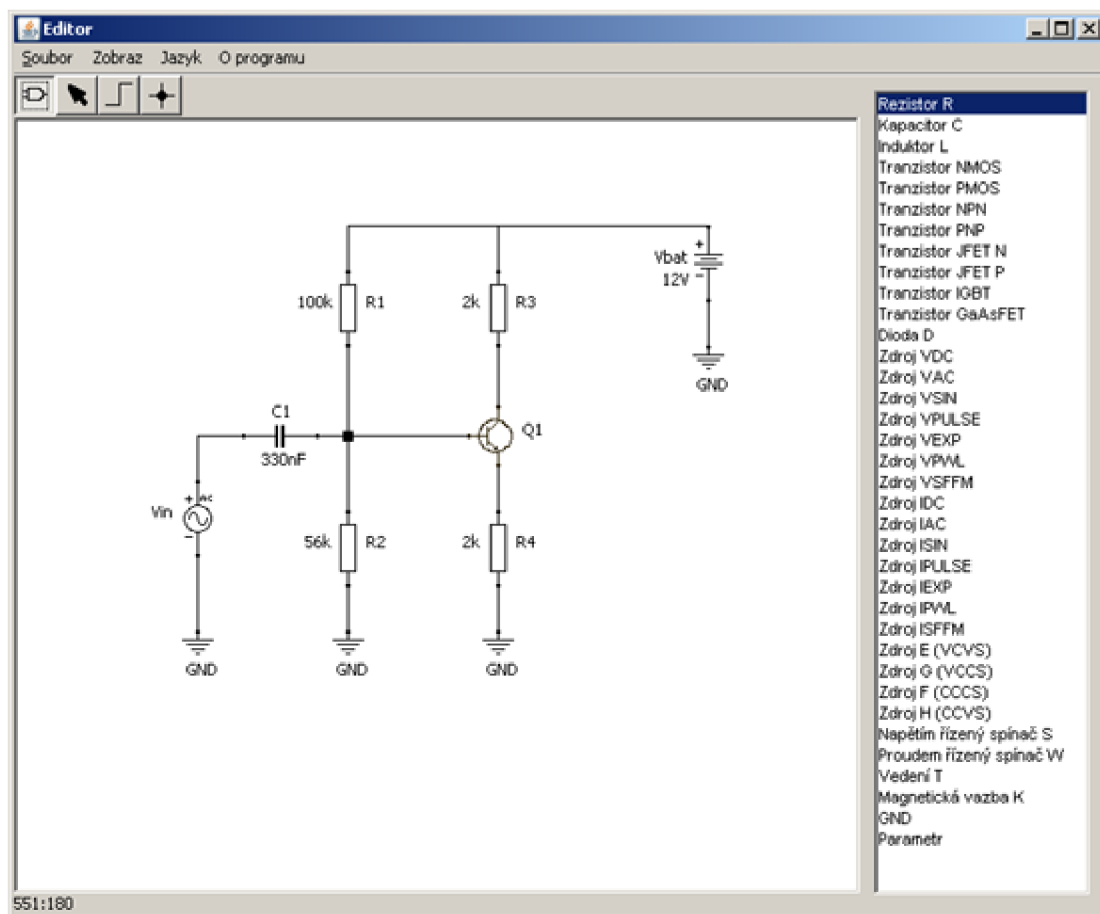 Editor
Soubor Zobraz Jazyk O programu
Rezistor R
Kapacitor C
Induktor L
Tranzistor NMOS
Tranzistor PMOS
Tranzistor NPN
Tranzistor PNP
Tranzistor JFET N
Tranzistor JFET P
Tranzistor IGBT
Tranzistor GaAsFET
Dioda D
Zdroj VDC
Zdroj VAC
Zdroj VSIN
Zdroj VPULSE
Zdroj VEXP
Zdroj VPWL
Zdroj VSFFM
Zdroj IDC
Zdroj IAC
Zdroj ISIN
Zdroj IPULSE
Zdroj IEXP
Zdroj IPWL
Zdroj ISFFM
Zdroj E (VCVS)
Zdroj G (VCCS)
Zdroj F (CCCS)
Zdroj H (CCVS)
Napětím řízený spínač S
Proudem řízený spínač W
Vedení T
Magnetická vazba K
GND
Parametr
Vbat
12V
+
-
100k R1
2k R3
GND
C1
330nF
Q1
Vin
+ AC
-
56k R2
2k R4
GND
GND
GND
551:180